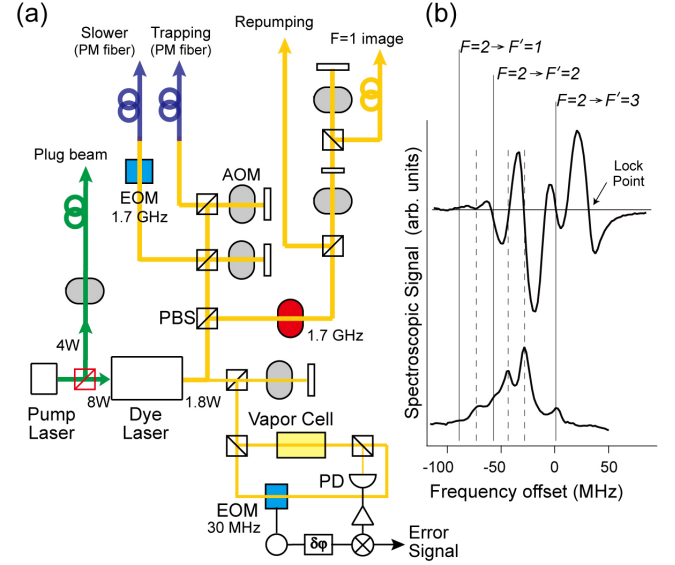 (a)
Slower
(PM fiber)
Trapping
(PM fiber)
Repumping
F=1 image
Plug beam
EOM
1.7 GHz
AOM
PBS
1.7 GHz
4W
8W
1.8W
Pump
Laser
Dye
Laser
Vapor Cell
PD
EOM
30 MHz
δφ
Error
Signal
(b)
F=2→F'=1
F=2→F'=2
F=2→F'=3
Lock
Point
Spectroscopic Signal (arb. units)
-100
-50
0
50
Frequency offset (MHz)